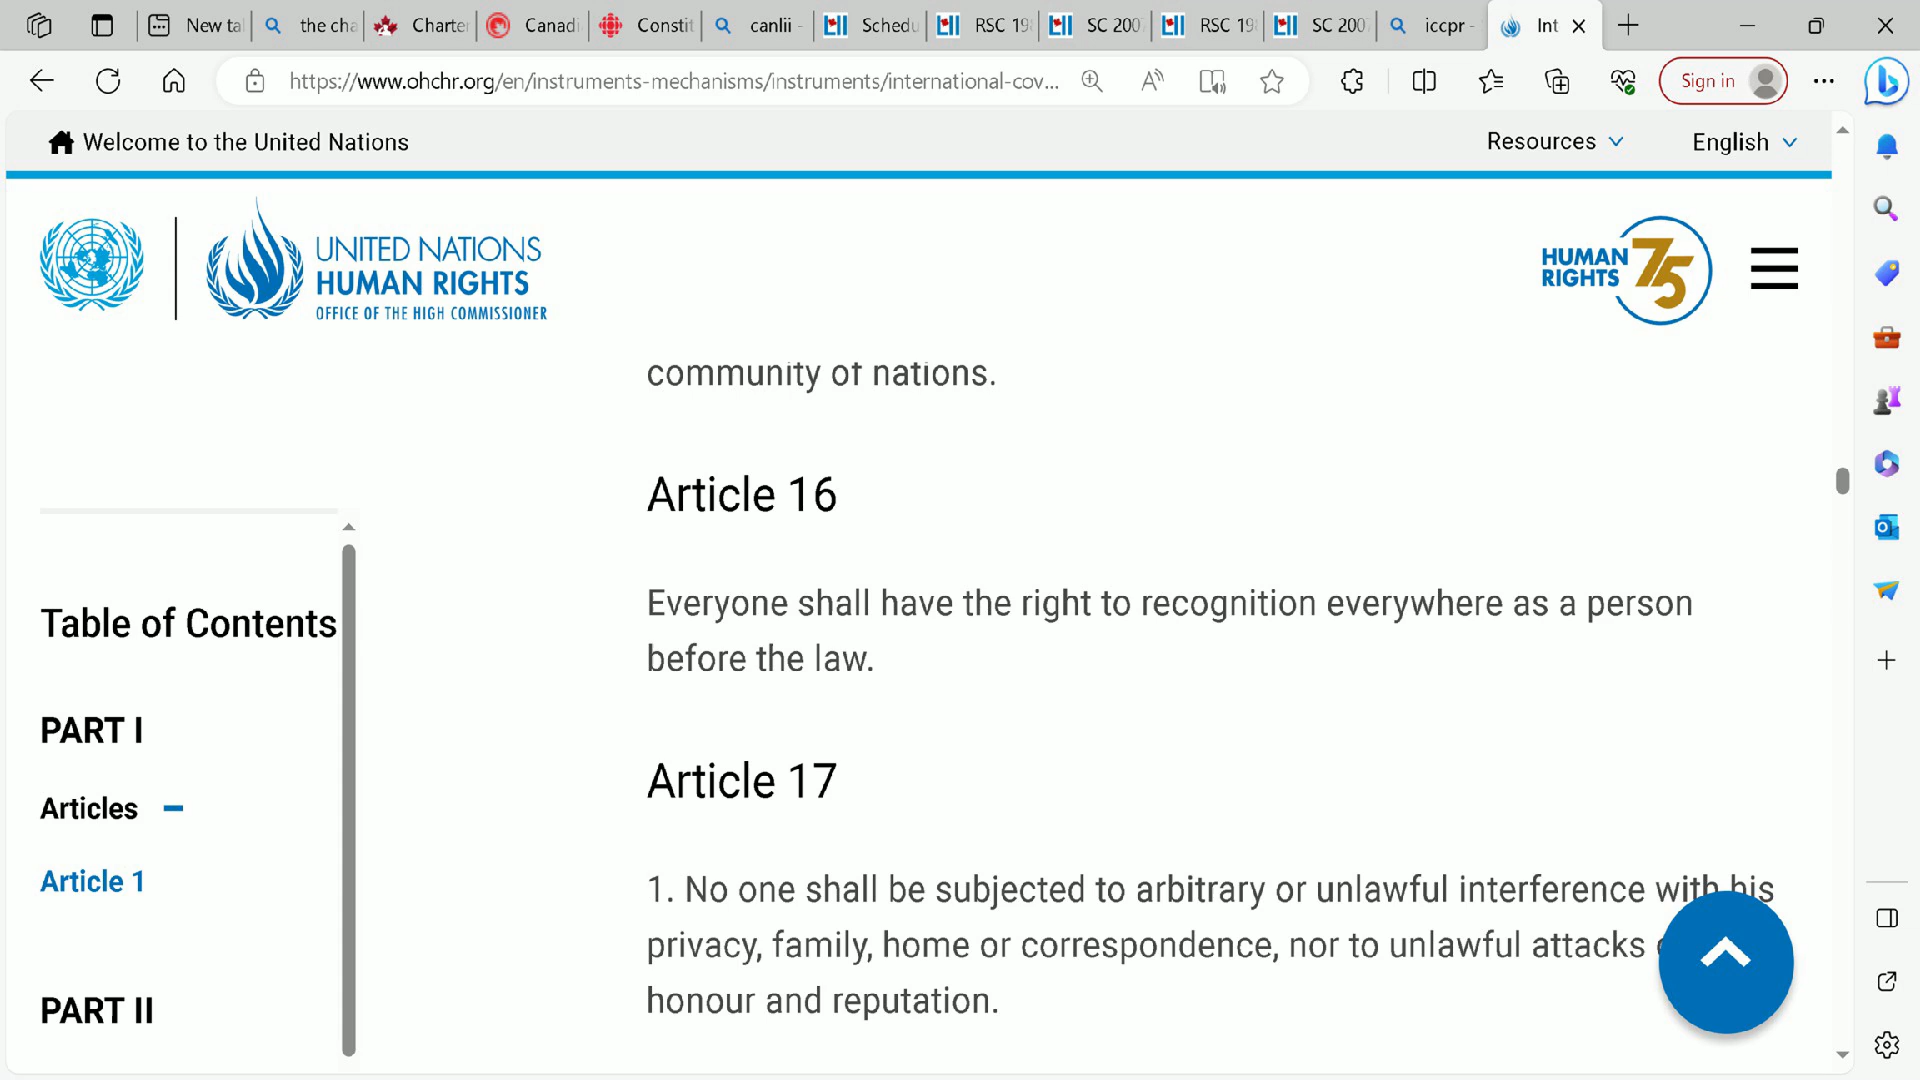 New ta
the cha
Charter
Canadi
Constit
canlii -
Schedu
RSC 19
SC 200
RSC 19
SC 200
iccpr -
Int
https://www.ohchr.org/en/instruments-mechanisms/instruments/international-cov...
Sign in
Welcome to the United Nations
Resources
English
UNITED NATIONS
HUMAN RIGHTS
OFFICE OF THE HIGH COMMISSIONER
HUMAN
RIGHTS 75
community of nations.
Article 16
Everyone shall have the right to recognition everywhere as a person
before the law.
Table of Contents
PART I
Articles
Article 1
PART II
Article 17
1. No one shall be subjected to arbitrary or unlawful interference with his
privacy, family, home or correspondence, nor to unlawful attacks
honour and reputation.